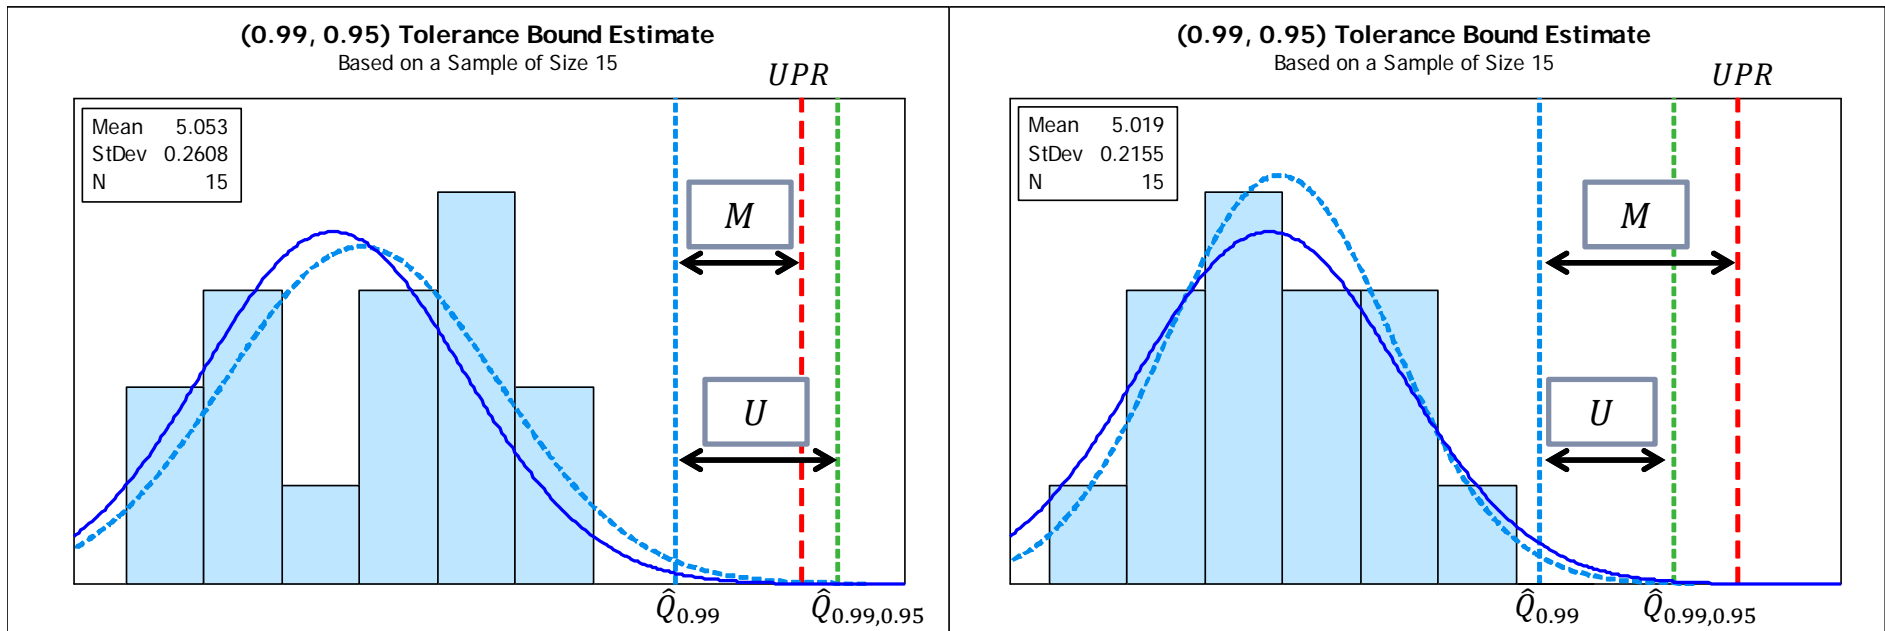 (0.99, 0.95) Tolerance Bound Estimate
Based on a Sample of Size 15
UPR
Mean 5.053
StDev 0.2608
N 15
M
U
Q̂0.99
Q̂0.99,0.95
(0.99, 0.95) Tolerance Bound Estimate
Based on a Sample of Size 15
UPR
Mean 5.019
StDev 0.2155
N 15
M
U
Q̂0.99
Q̂0.99,0.95